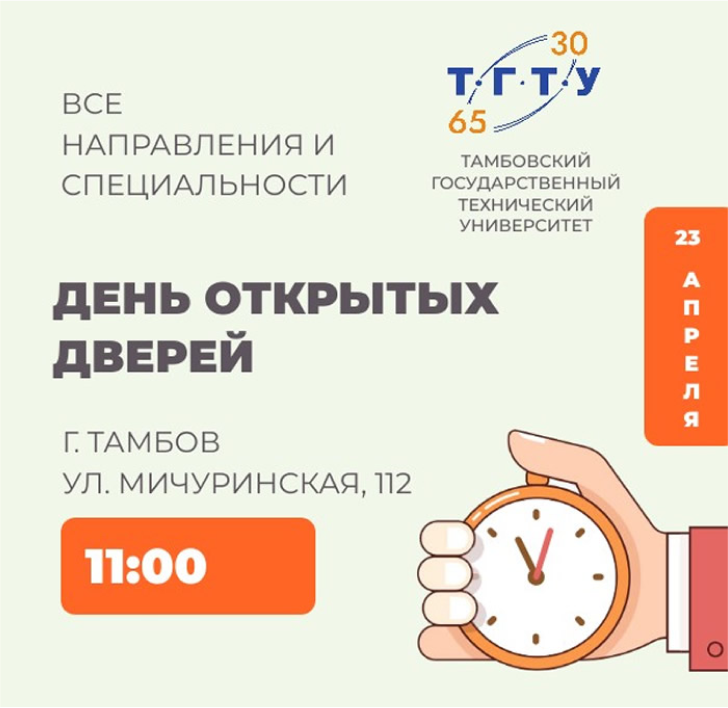 ВСЕ
НАПРАВЛЕНИЯ И
СПЕЦИАЛЬНОСТИ
30
Т·Г·Т·У
65
ТАМБОВСКИЙ
ГОСУДАРСТВЕННЫЙ
ТЕХНИЧЕСКИЙ
УНИВЕРСИТЕТ
23
АПРЕЛЯ
ДЕНЬ ОТКРЫТЫХ
ДВЕРЕЙ
Г. ТАМБОВ
УЛ. МИЧУРИНСКАЯ, 112
11:00